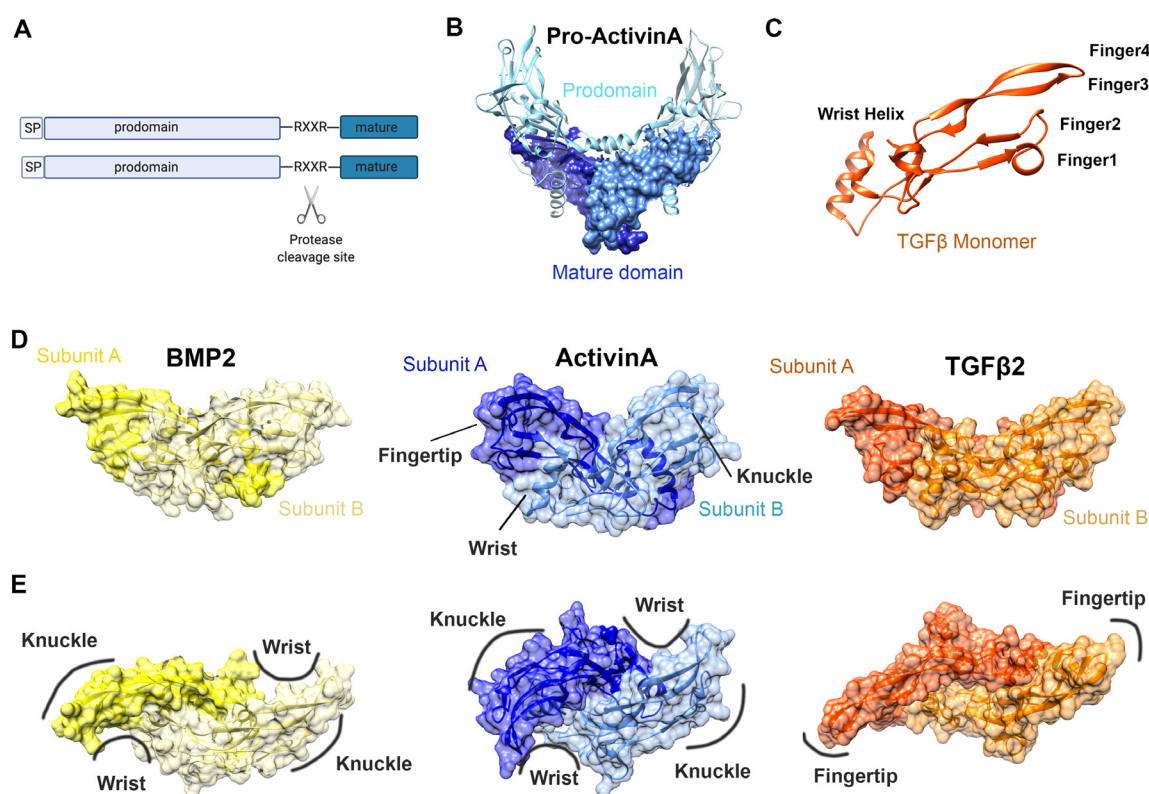 A
SP
prodomain
RXXR
mature
SP
prodomain
RXXR
mature
Protease
cleavage site
B
Pro-ActivinA
Prodomain
Mature domain
C
Finger4
Finger3
Wrist Helix
Finger2
Finger1
TGFβ Monomer
D
Subunit A
BMP2
Subunit B
Subunit A
ActivinA
Fingertip
Knuckle
Subunit B
Wrist
Subunit A
TGFβ2
Subunit B
E
Knuckle
Wrist
Wrist
Knuckle
Knuckle
Wrist
Wrist
Knuckle
Fingertip
Fingertip